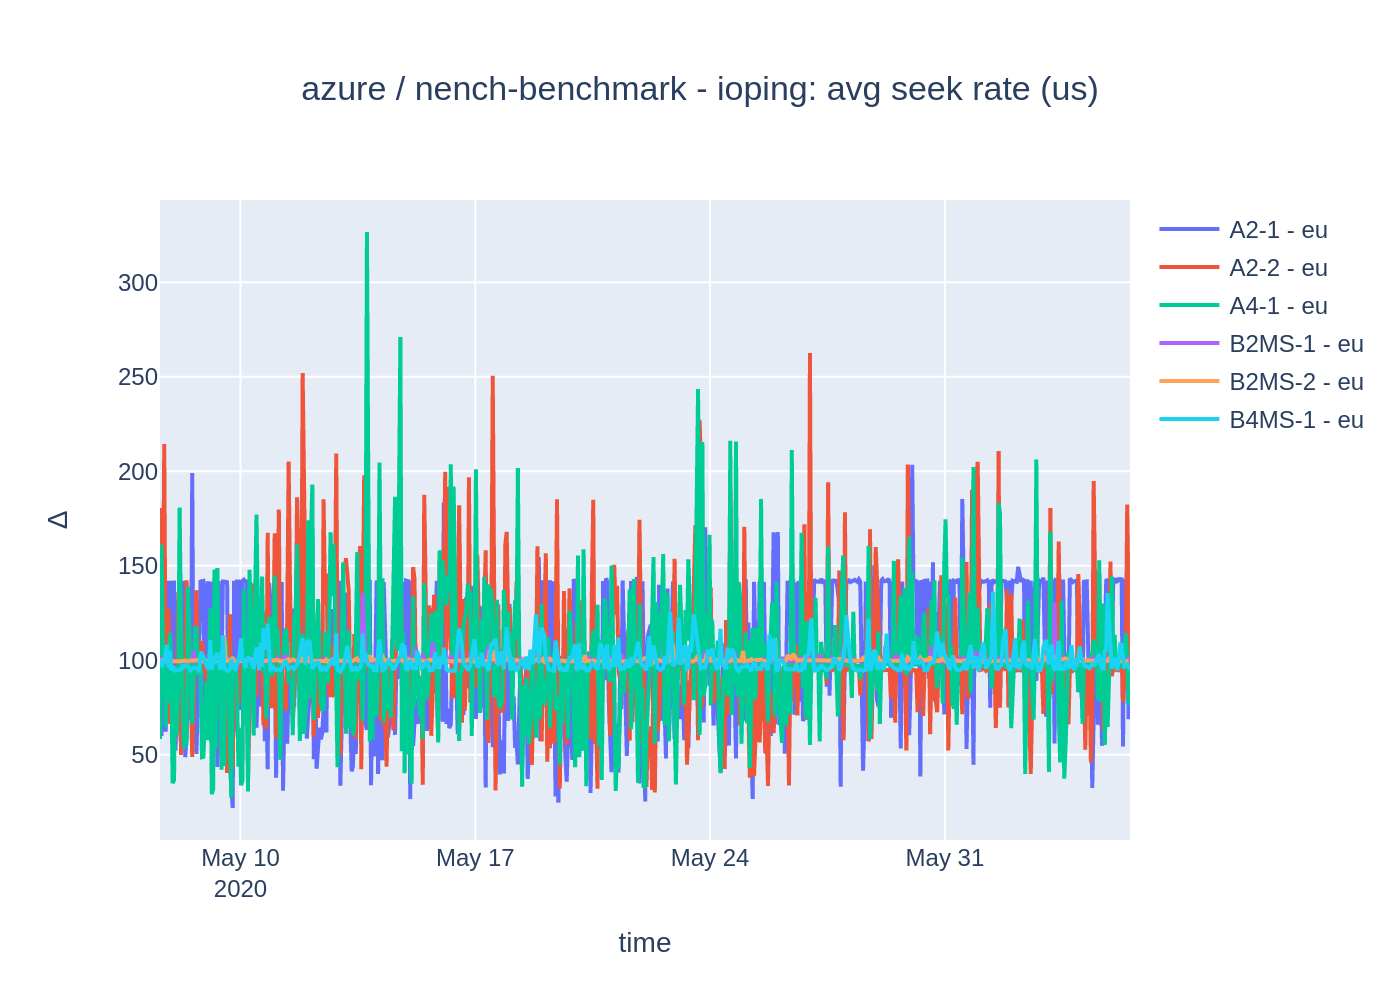 azure / nench-benchmark - ioping: avg seek rate (us)
A2-1 - eu
A2-2 - eu
A4-1 - eu
B2MS-1 - eu
B2MS-2 - eu
B4MS-1 - eu
300
250
200
150
100
50
Δ
May 10
2020
May 17
May 24
May 31
time